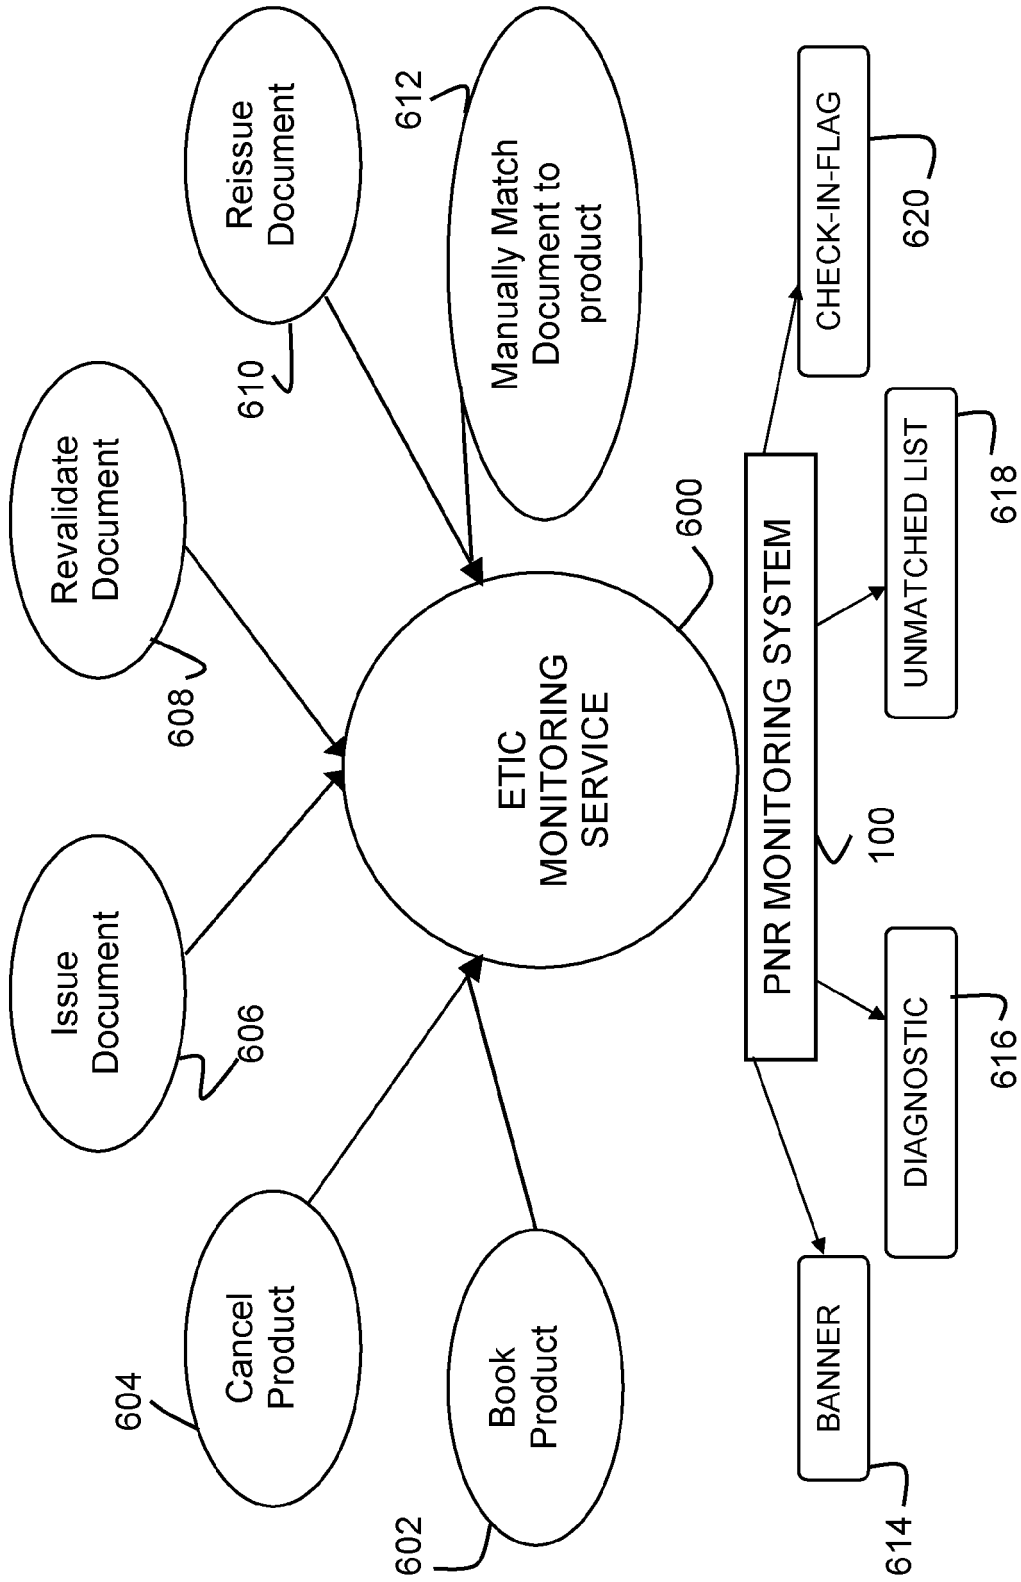 Issue
Document
606
Revalidate
Document
608
604
Cancel
Product
610
Reissue
Document
602
Book
Product
ETIC
MONITORING
SERVICE
600
612
Manually Match
Document to
product
PNR MONITORING SYSTEM
100
614
BANNER
DIAGNOSTIC
616
UNMATCHED LIST
618
CHECK-IN-FLAG
620